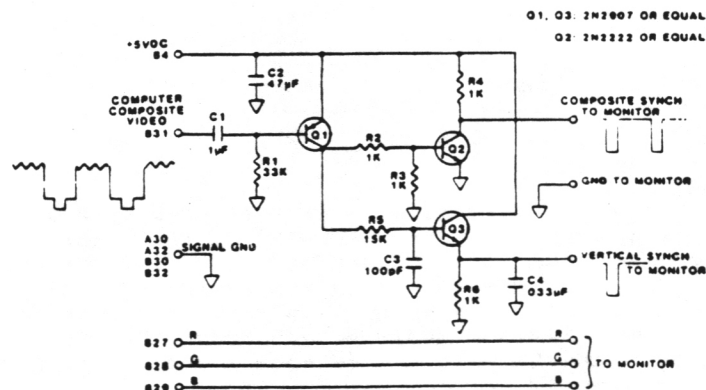 Q1, Q3: 2N2907 OR EQUAL
Q2: 2N2222 OR EQUAL
+5VDC
B4
C2
47µF
R4
1K
COMPUTER
COMPOSITE
VIDEO
B31
C1
1µF
R1
33K
Q1
R2
1K
R3
1K
Q2
COMPOSITE SYNCH
TO MONITOR
GND TO MONITOR
A30
A32
B30
B32
SIGNAL GND
R5
15K
C3
100pF
Q3
R6
1K
C4
033µF
VERTICAL SYNCH
TO MONITOR
B27
R
R
B28
G
G
TO MONITOR
B29
B
B